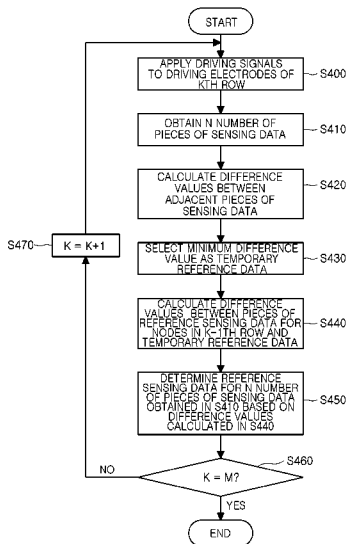 START
APPLY DRIVING SIGNALS
TO DRIVING ELECTRODES OF
KTH ROW
S400
OBTAIN N NUMBER OF
PIECES OF SENSING DATA
S410
CALCULATE DIFFERENCE
VALUES BETWEEN
ADJACENT PIECES OF
SENSING DATA
S420
S470
K = K+1
SELECT MINIMUM DIFFERENCE
VALUE AS TEMPORARY
REFERENCE DATA
S430
CALCULATE DIFFERENCE
VALUES BETWEEN PIECES OF
REFERENCE SENSING DATA FOR
NODES IN K-1TH ROW AND
TEMPORARY REFERENCE DATA
S440
DETERMINE REFERENCE
SENSING DATA FOR N NUMBER
OF PIECES OF SENSING DATA
OBTAINED IN S410 BASED ON
DIFFERENCE VALUES
CALCULATED IN S440
S450
S460
NO
K = M?
YES
END